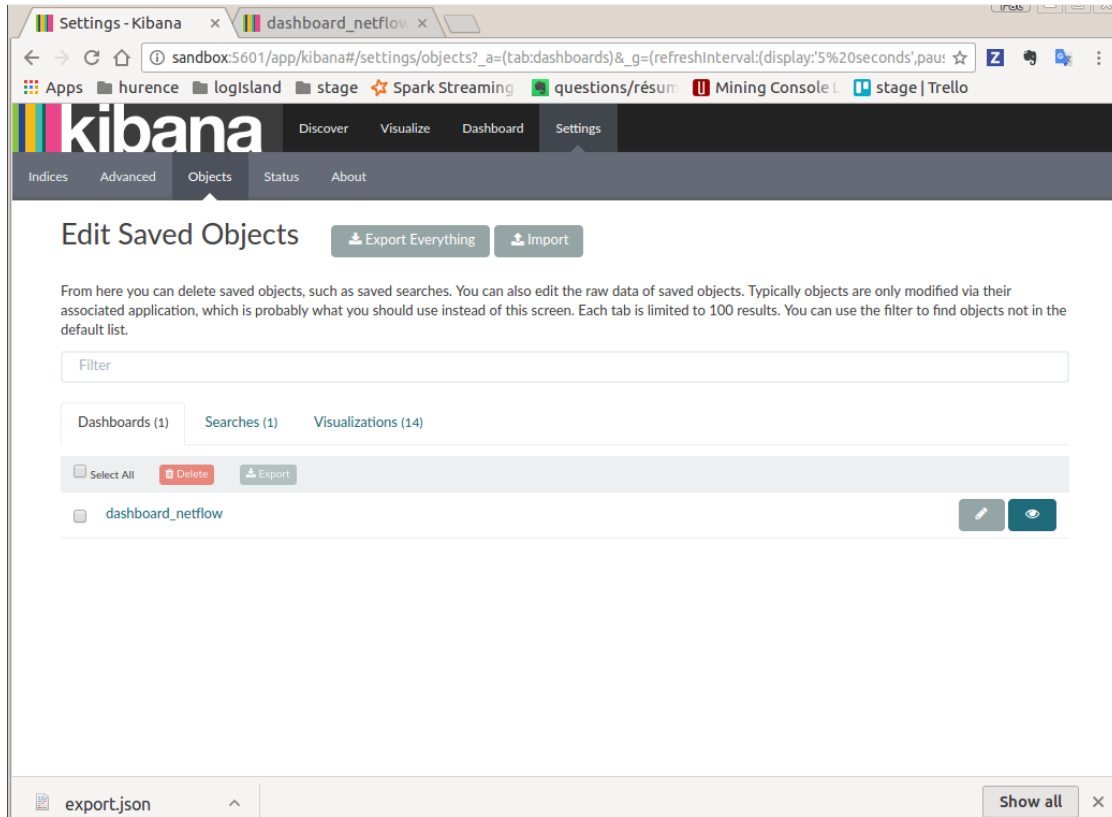 Pat
Settings - Kibana × dashboard_netflow ×
sandbox:5601/app/kibana#/settings/objects?_a=(tab:dashboards)&_g=(refreshInterval:(display:'5%20seconds',paus
Apps hurence logIsland stage Spark Streaming questions/résum Mining Console L stage | Trello
kibana Discover Visualize Dashboard Settings
Indices Advanced Objects Status About
Edit Saved Objects Export Everything Import
From here you can delete saved objects, such as saved searches. You can also edit the raw data of saved objects. Typically objects are only modified via their
associated application, which is probably what you should use instead of this screen. Each tab is limited to 100 results. You can use the filter to find objects not in the
default list.
Filter
Dashboards (1) Searches (1) Visualizations (14)
Select All Delete Export
dashboard_netflow
export.json Show all ×